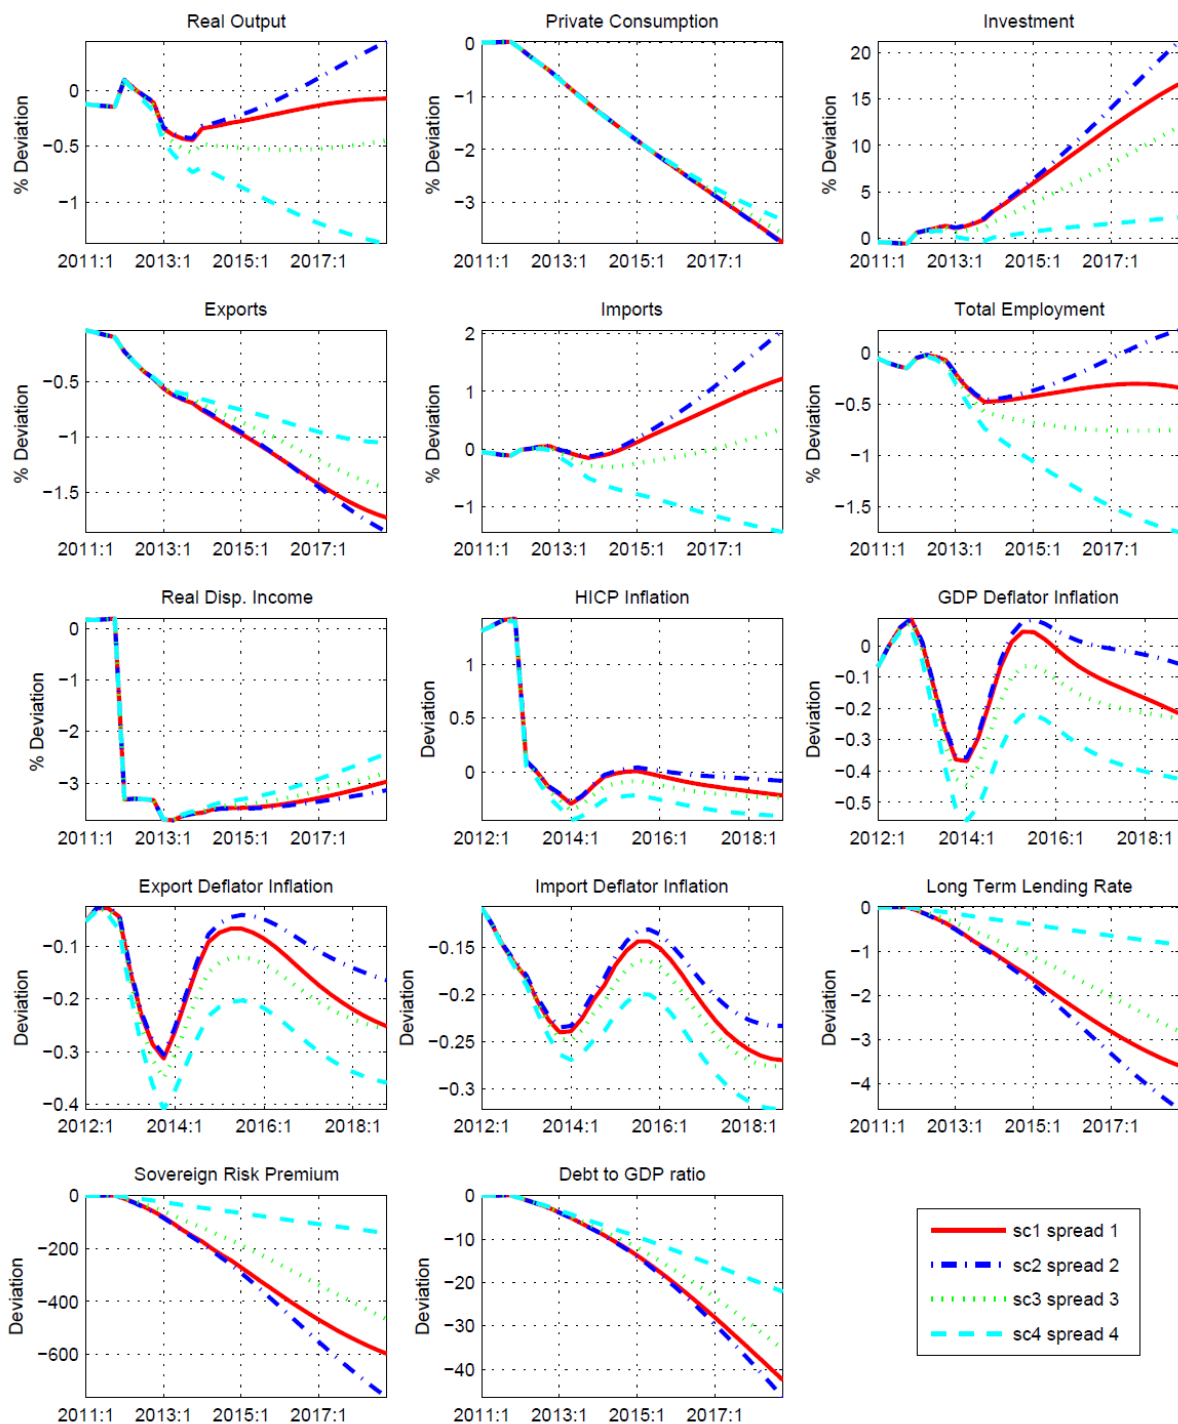 Real Output
Private Consumption
Investment
% Deviation
0
−0.5
−1
2011:1 2013:1 2015:1 2017:1
% Deviation
0
−1
−2
−3
2011:1 2013:1 2015:1 2017:1
% Deviation
20
15
10
5
0
2011:1 2013:1 2015:1 2017:1
Exports
Imports
Total Employment
% Deviation
−0.5
−1
−1.5
2011:1 2013:1 2015:1 2017:1
% Deviation
2
1
0
−1
2011:1 2013:1 2015:1 2017:1
% Deviation
0
−0.5
−1
−1.5
2011:1 2013:1 2015:1 2017:1
Real Disp. Income
HICP Inflation
GDP Deflator Inflation
% Deviation
0
−1
−2
−3
2011:1 2013:1 2015:1 2017:1
Deviation
1
0.5
0
2012:1 2014:1 2016:1 2018:1
Deviation
0
−0.1
−0.2
−0.3
−0.4
−0.5
2012:1 2014:1 2016:1 2018:1
Export Deflator Inflation
Import Deflator Inflation
Long Term Lending Rate
Deviation
−0.1
−0.2
−0.3
−0.4
2012:1 2014:1 2016:1 2018:1
Deviation
−0.15
−0.2
−0.25
−0.3
2012:1 2014:1 2016:1 2018:1
Deviation
0
−1
−2
−3
−4
2011:1 2013:1 2015:1 2017:1
Sovereign Risk Premium
Debt to GDP ratio
Deviation
0
−200
−400
−600
2011:1 2013:1 2015:1 2017:1
Deviation
0
−10
−20
−30
−40
2011:1 2013:1 2015:1 2017:1
sc1 spread 1
sc2 spread 2
sc3 spread 3
sc4 spread 4